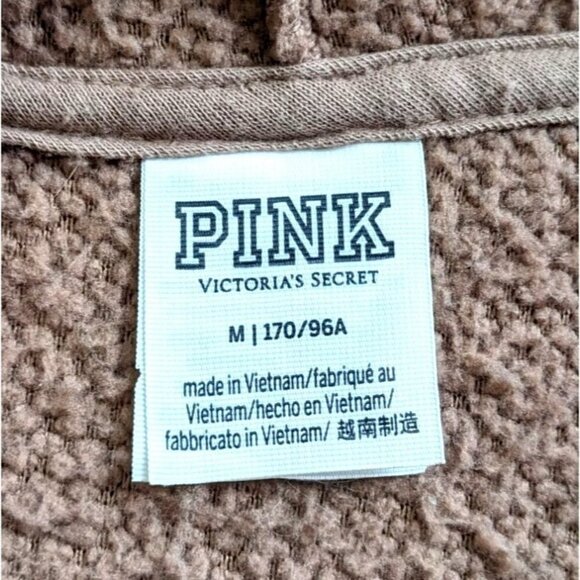 PINK
VICTORIA'S SECRET
M | 170/96A
made in Vietnam/fabriqué au
Vietnam/hecho en Vietnam/
fabbricato in Vietnam/ 越南制造